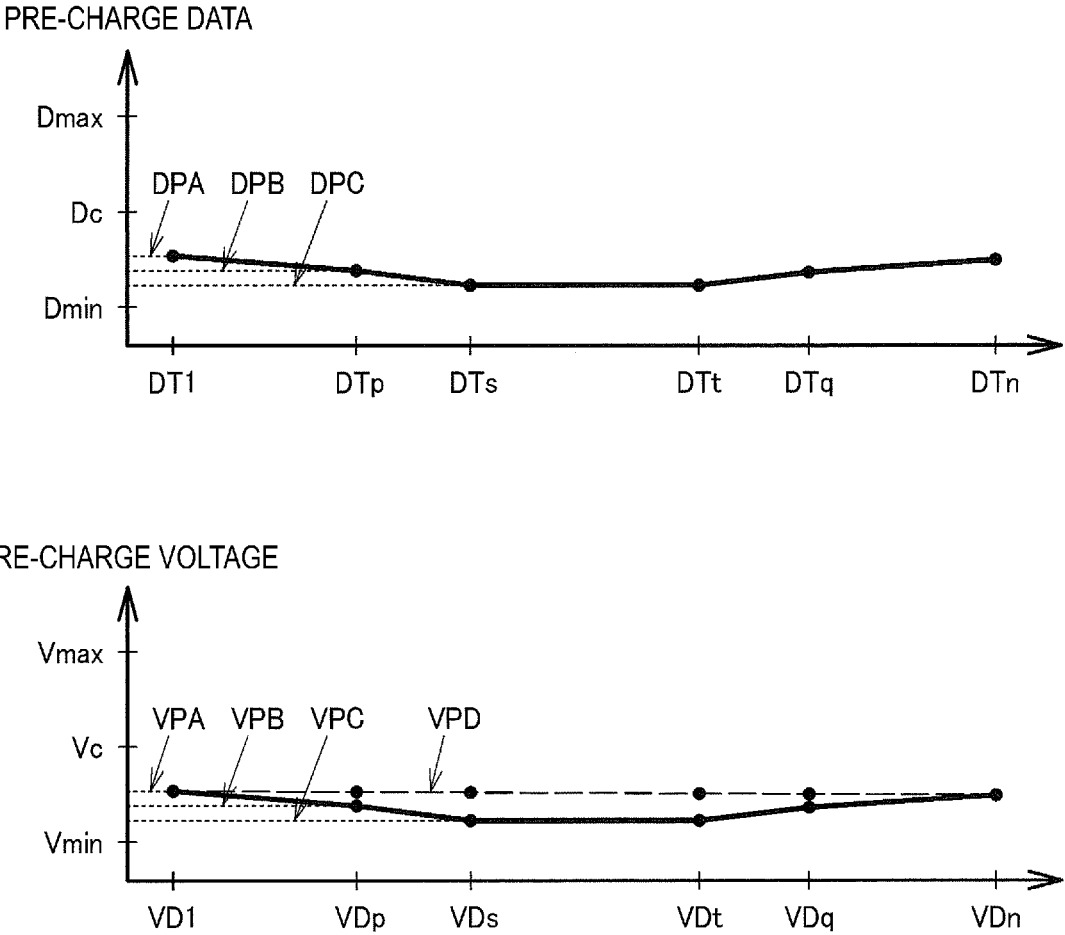 PRE-CHARGE DATA
Dmax
DPA DPB DPC
Dc
Dmin
DT1 DTp DTs DTt DTq DTn
RE-CHARGE VOLTAGE
Vmax
VPA VPB VPC VPD
Vc
Vmin
VD1 VDp VDs VDt VDq VDn